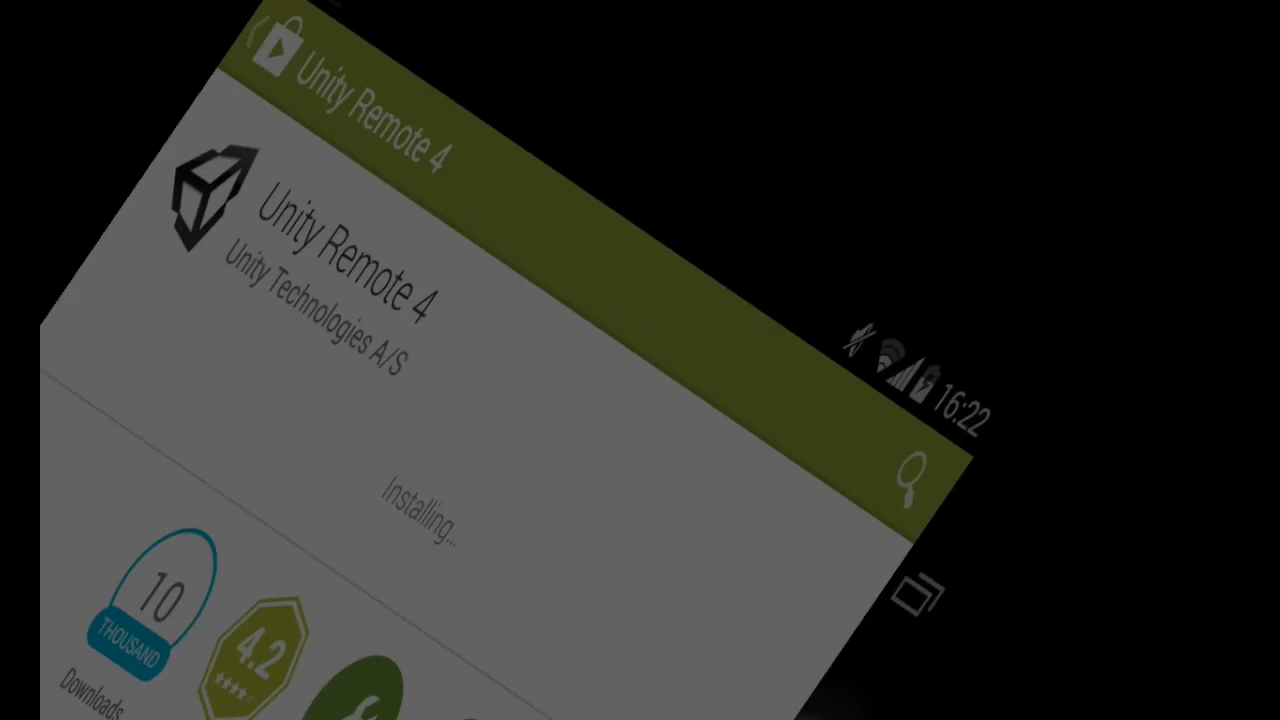 16:22
Unity Remote 4
Unity Remote 4
Unity Technologies A/S
Installing...
10
THOUSAND
4.2
Downloads